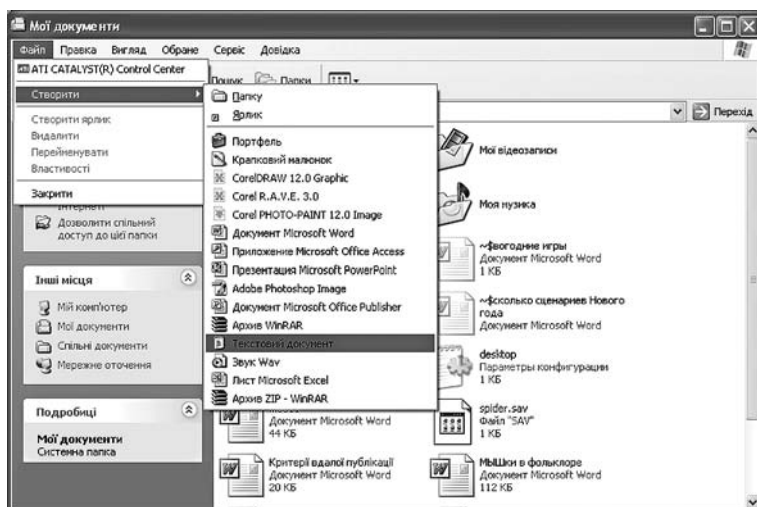 Мої документи
Файл Правка Вигляд Обране Сервіс Довідка
ATI CATALYST(R) Control Center
Пошук Папки
Створити
Створити ярлик
Видалити
Перейменувати
Властивості
Закрити
Папку
Ярлик
Портфель
Крапковий малюнок
CorelDRAW 12.0 Graphic
Corel R.A.V.E. 3.0
Corel PHOTO-PAINT 12.0 Image
Документ Microsoft Word
Приложение Microsoft Office Access
Презентация Microsoft PowerPoint
Adobe Photoshop Image
Документ Microsoft Office Publisher
Архив WinRAR
Текстовий документ
Звук Wav
Лист Microsoft Excel
Архив ZIP - WinRAR
Перехід
Інтернеті
Дозволити спільний
доступ до цієї папки
Інші місця
Мій комп'ютер
Мої документи
Спільні документи
Мережне оточення
Подробиці
Мої документи
Системна папка
Мої відеозаписи
Моя музика
~$вогодние игры
Документ Microsoft Word
1 КБ
~$сколько сценариев Нового
года
Документ Microsoft Word
desktop
Параметры конфигурации
1 КБ
Документ Microsoft Word
44 КБ
spider.sav
Файл "SAV"
1 КБ
Критерії вдалої публікації
Документ Microsoft Word
20 КБ
МЫШки в фольклоре
Документ Microsoft Word
112 КБ